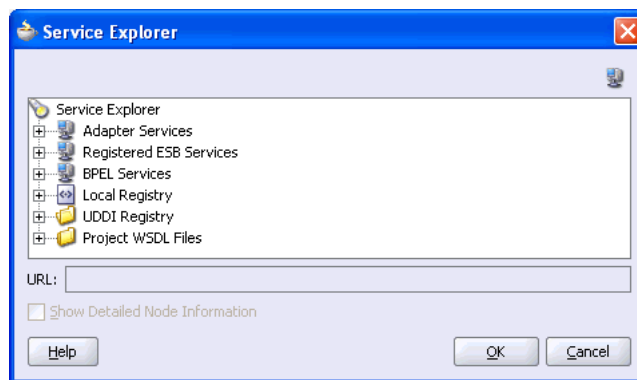 Service Explorer
Service Explorer
Adapter Services
Registered ESB Services
BPEL Services
Local Registry
UDDI Registry
Project WSDL Files
URL:
Show Detailed Node Information
Help OK Cancel